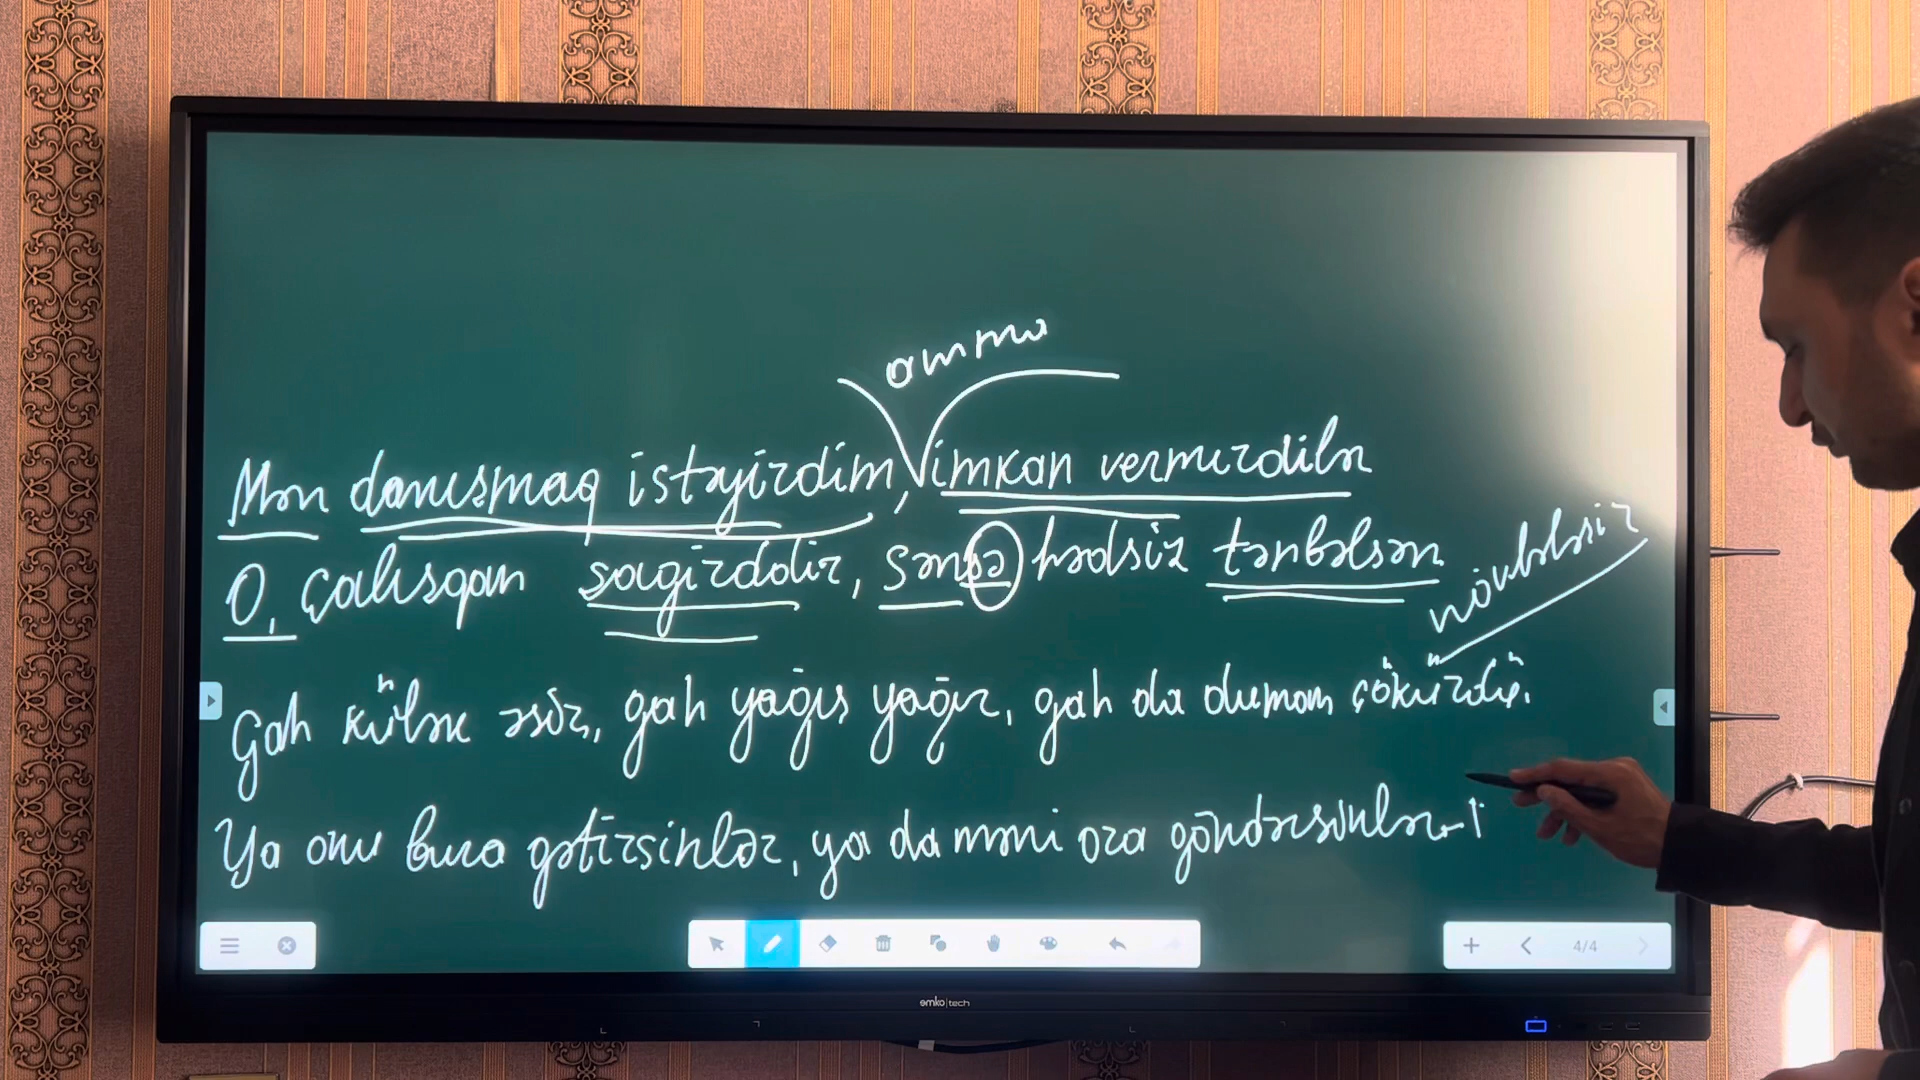 amma
Mən danışmaq istəyirdim, imkan vermirdilər
O, çalışqan şagirddir, sənsə hədsiz tənbəlsən
növbələşir
Gah külək əsir, gah yağış yağır, gah da duman çökürdü.
Ya onu bura gətirsinlər, ya da məni ora göndərsinlər
4/4
emko|tech